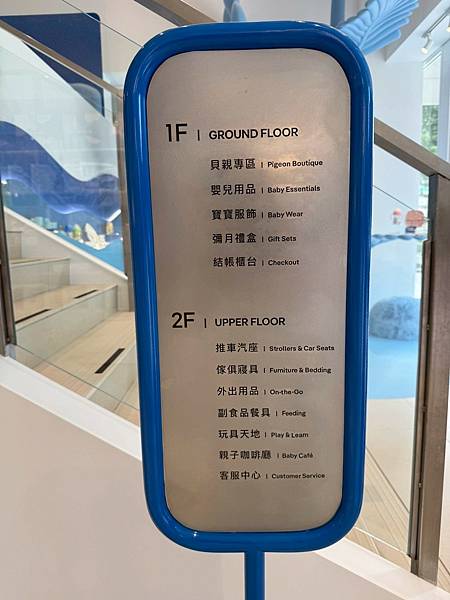 1F | GROUND FLOOR
貝親專區 | Pigeon Boutique
嬰兒用品 | Baby Essentials
寶寶服飾 | Baby Wear
彌月禮盒 | Gift Sets
結帳櫃台 | Checkout
2F | UPPER FLOOR
推車汽座 | Strollers & Car Seats
傢俱寢具 | Furniture & Bedding
外出用品 | On-the-Go
副食品餐具 | Feeding
玩具天地 | Play & Learn
親子咖啡廳 | Baby Café
客服中心 | Customer Service